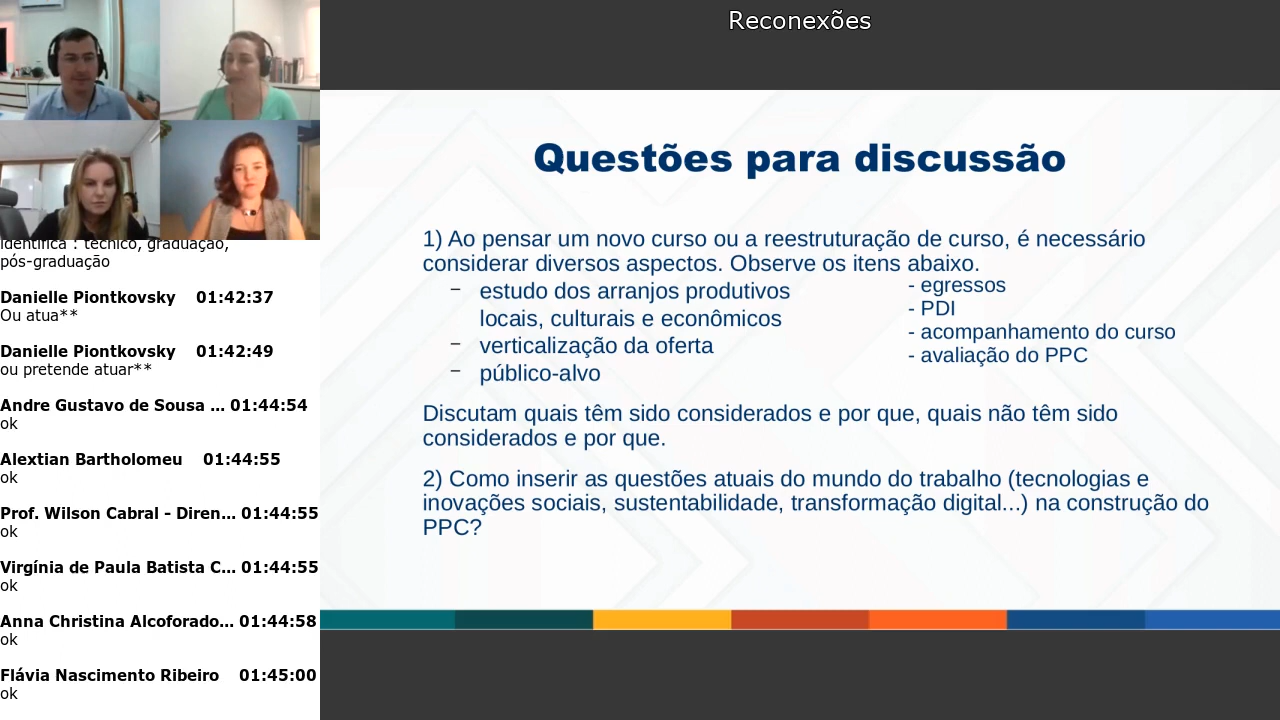 Reconexões
identifica : técnico, graduação,
pós-graduação
Danielle Piontkovsky 01:42:37
Ou atua**
Danielle Piontkovsky 01:42:49
ou pretende atuar**
Andre Gustavo de Sousa ... 01:44:54
ok
Alextian Bartholomeu 01:44:55
ok
Prof. Wilson Cabral - Diren... 01:44:55
ok
Virgínia de Paula Batista C... 01:44:55
ok
Anna Christina Alcoforado... 01:44:58
ok
Flávia Nascimento Ribeiro 01:45:00
ok
Questões para discussão
1) Ao pensar um novo curso ou a reestruturação de curso, é necessário
considerar diversos aspectos. Observe os itens abaixo.
– estudo dos arranjos produtivos
locais, culturais e econômicos
– verticalização da oferta
– público-alvo
- egressos
- PDI
- acompanhamento do curso
- avaliação do PPC
Discutam quais têm sido considerados e por que, quais não têm sido
considerados e por que.
2) Como inserir as questões atuais do mundo do trabalho (tecnologias e
inovações sociais, sustentabilidade, transformação digital...) na construção do
PPC?